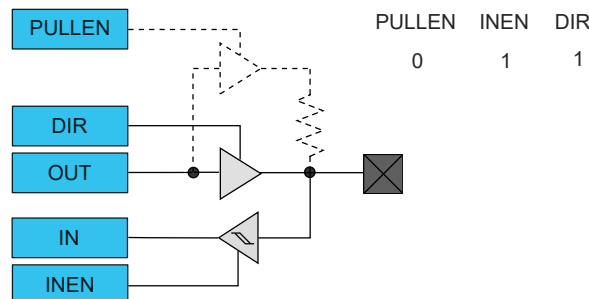 PULLEN
PULLEN INEN DIR
0 1 1
DIR
OUT
IN
INEN